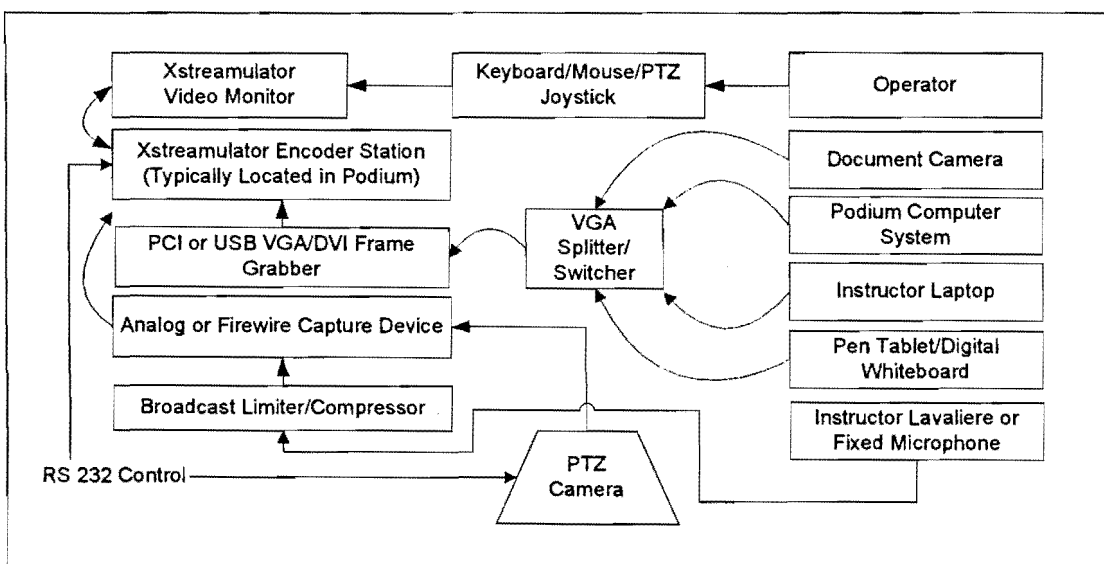 Xstreamulator
Video Monitor
Keyboard/Mouse/PTZ
Joystick
Operator
Xstreamulator Encoder Station
(Typically Located in Podium)
Document Camera
VGA
Splitter/
Switcher
Podium Computer
System
PCI or USB VGA/DVI Frame
Grabber
Instructor Laptop
Analog or Firewire Capture Device
Pen Tablet/Digital
Whiteboard
Broadcast Limiter/Compressor
Instructor Lavaliere or
Fixed Microphone
RS 232 Control
PTZ
Camera